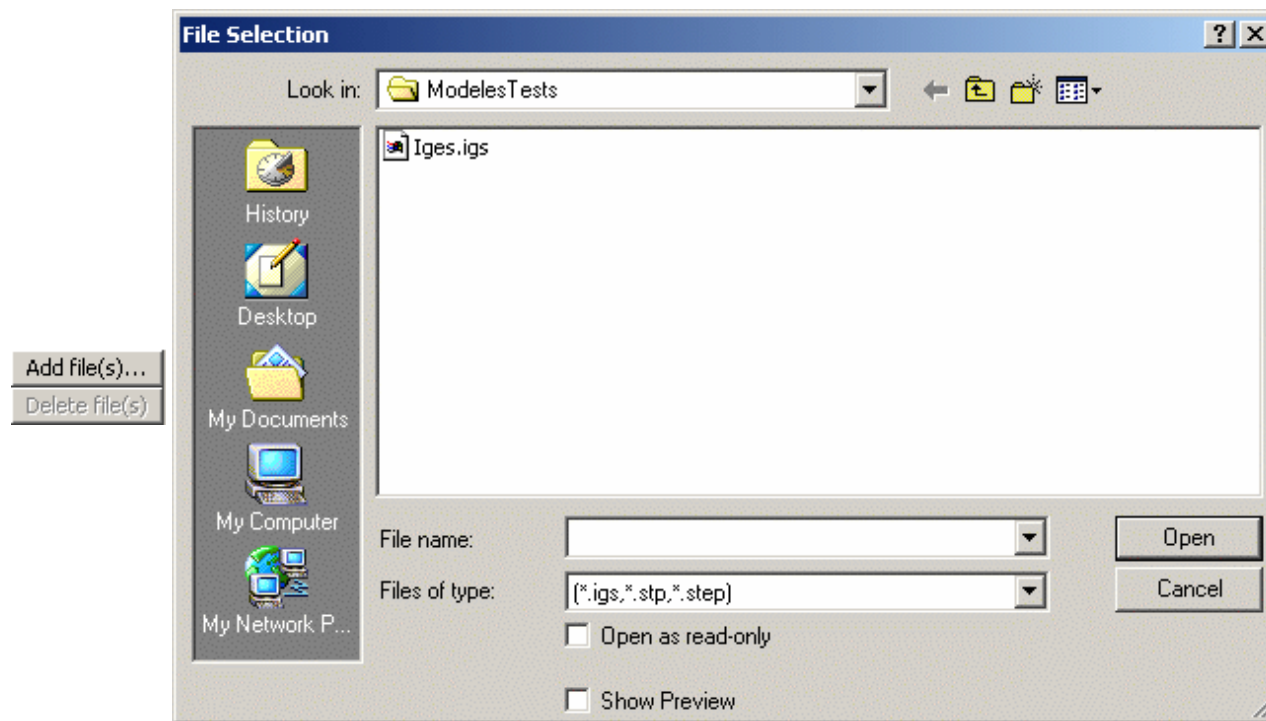 File Selection
Look in: ModelesTests
Iges.igs
History
Desktop
My Documents
My Computer
My Network P...
Add file(s)...
Delete file(s)
File name:
Open
Files of type: (*.igs,*.stp,*.step)
Cancel
Open as read-only
Show Preview